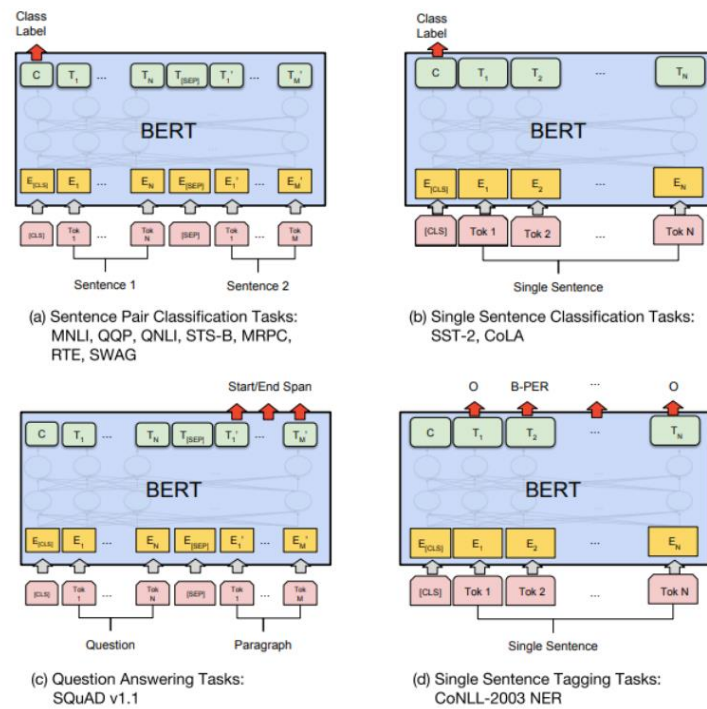 Class
Label
C T1 ... TN T[SEP] T1' ... TM'
BERT
E[CLS] E1 ... EN E[SEP] E1' ... EM'
[CLS] Tok 1 ... Tok N [SEP] Tok 1 ... Tok M
Sentence 1 Sentence 2
(a) Sentence Pair Classification Tasks:
MNLI, QQP, QNLI, STS-B, MRPC,
RTE, SWAG
Class
Label
C T1 T2 ... TN
BERT
E[CLS] E1 E2 ... EN
[CLS] Tok 1 Tok 2 ... Tok N
Single Sentence
(b) Single Sentence Classification Tasks:
SST-2, CoLA
Start/End Span
C T1 ... TN T[SEP] T1' ... TM'
BERT
E[CLS] E1 ... EN E[SEP] E1' ... EM'
[CLS] Tok 1 ... Tok N [SEP] Tok 1 ... Tok M
Question Paragraph
(c) Question Answering Tasks:
SQuAD v1.1
O B-PER ... O
C T1 T2 ... TN
BERT
E[CLS] E1 E2 ... EN
[CLS] Tok 1 Tok 2 ... Tok N
Single Sentence
(d) Single Sentence Tagging Tasks:
CoNLL-2003 NER